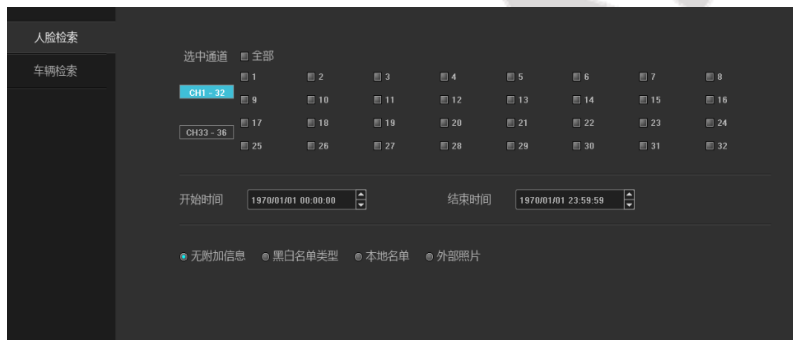 人脸检索
车辆检索
选中通道 全部
CH1 - 32
CH33 - 36
1 2 3 4 5 6 7 8
9 10 11 12 13 14 15 16
17 18 19 20 21 22 23 24
25 26 27 28 29 30 31 32
开始时间 1970/01/01 00:00:00 结束时间 1970/01/01 23:59:59
无附加信息 黑白名单类型 本地名单 外部照片